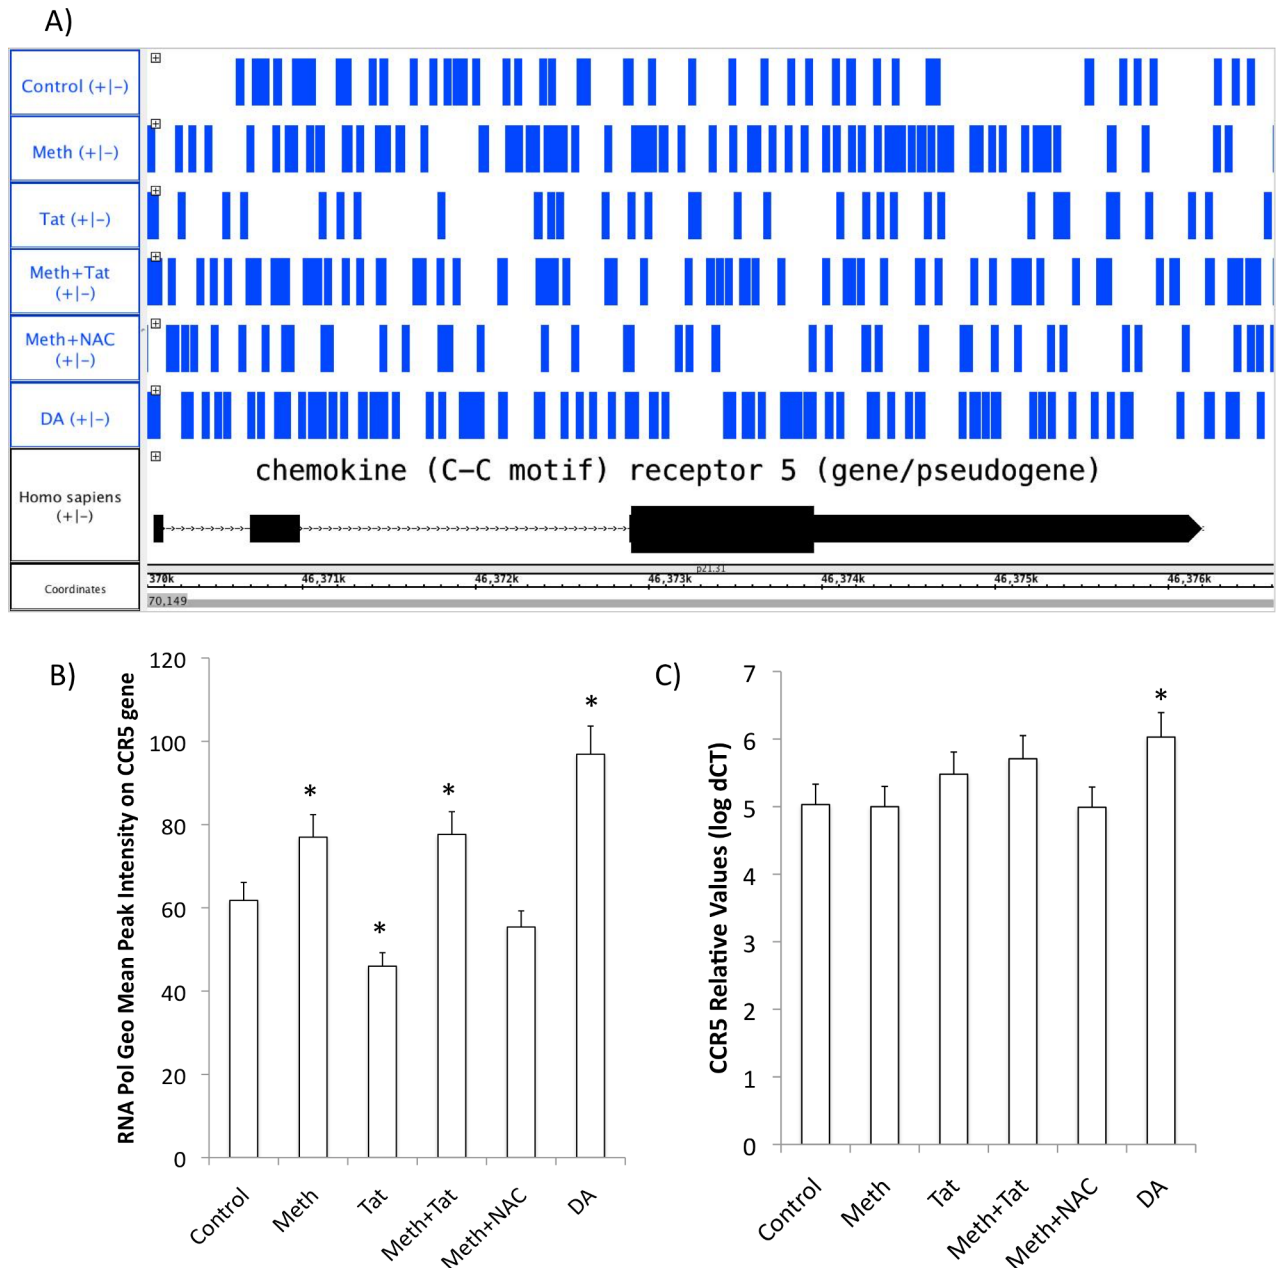 A)
Control (+|−)
Meth (+|−)
Tat (+|−)
Meth+Tat
(+|−)
Meth+NAC
(+|−)
DA (+|−)
chemokine (C−C motif) receptor 5 (gene/pseudogene)
Homo sapiens
(+|−)
p21.31
370k 46,371k 46,372k 46,373k 46,374k 46,375k 46,376k
Coordinates
70,149
B)
RNA Pol Geo Mean Peak Intensity on CCR5 gene
120
100
80
60
40
20
0
*
*
*
*
Control
Meth
Tat
Meth+Tat
Meth+NAC
DA
C)
CCR5 Relative Values (log dCT)
7
6
5
4
3
2
1
0
*
Control
Meth
Tat
Meth+Tat
Meth+NAC
DA